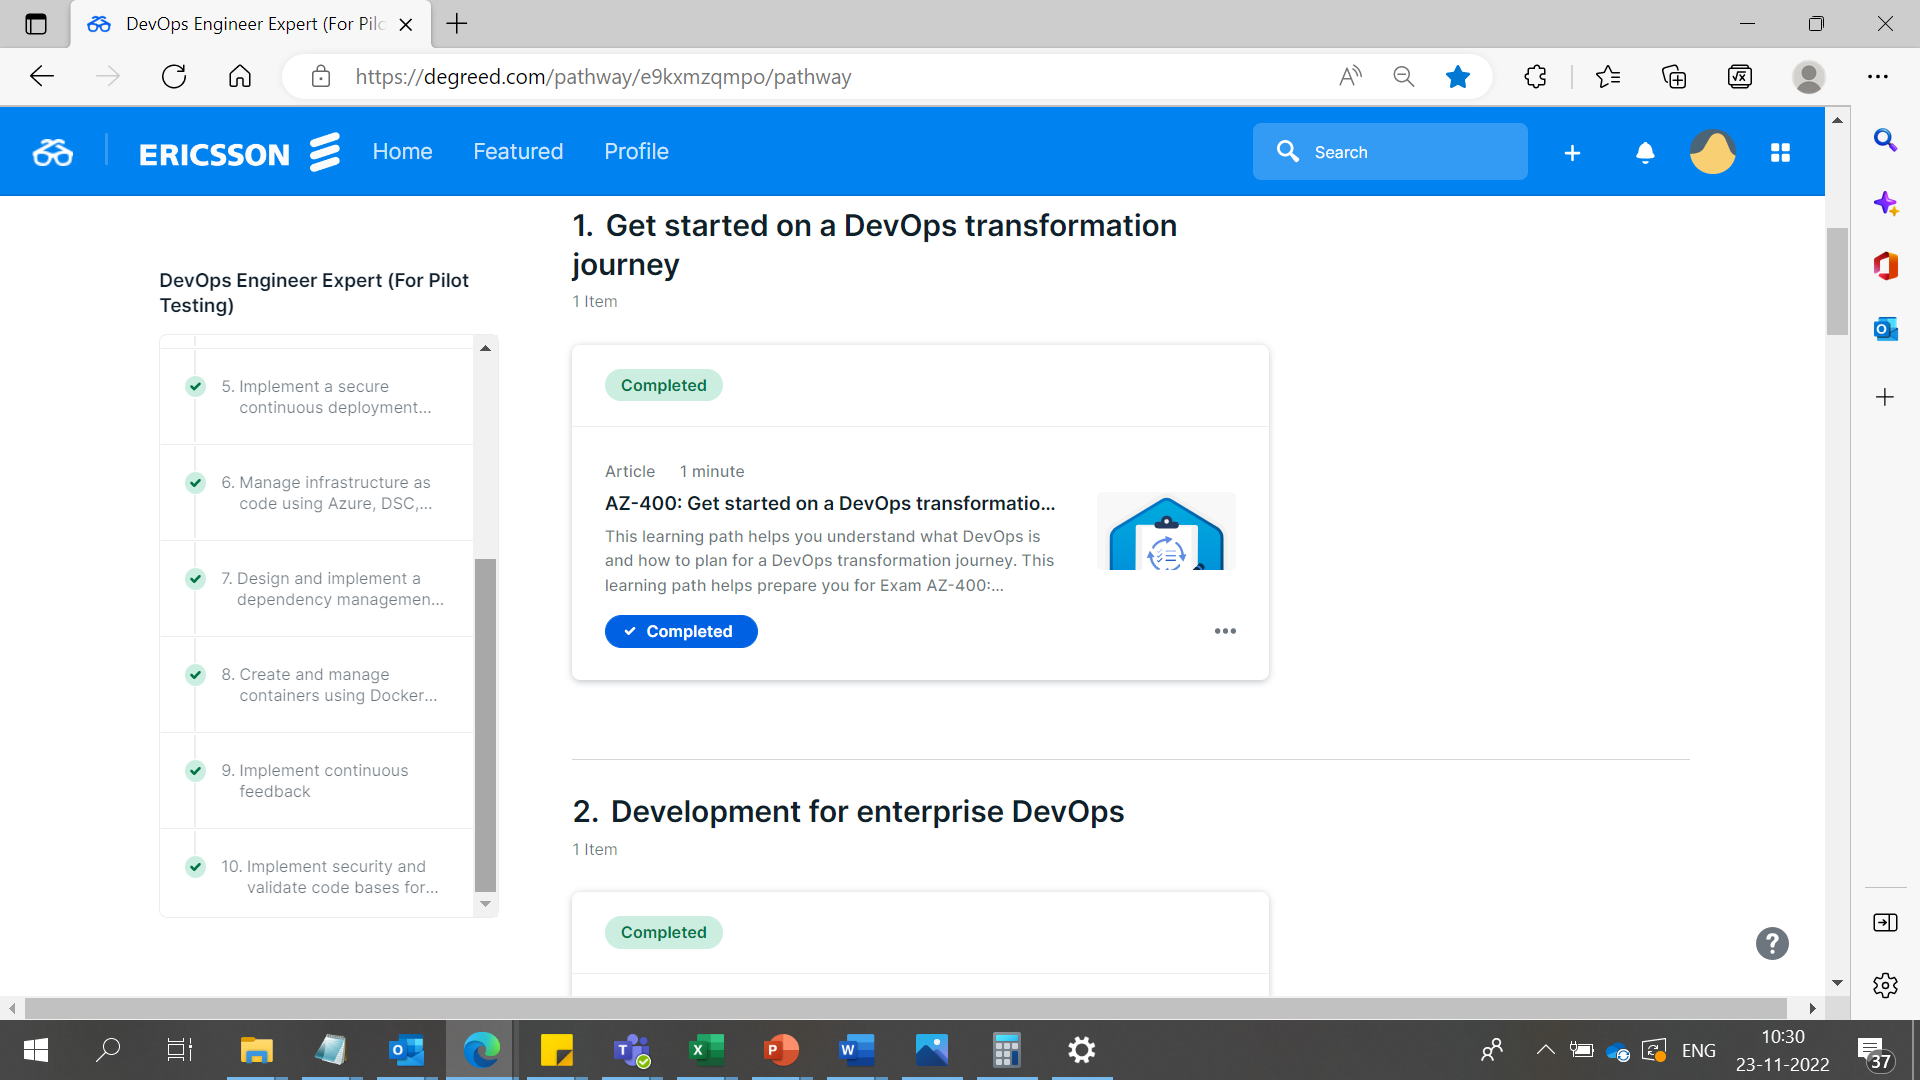 DevOps Engineer Expert (For Pilo
https://degreed.com/pathway/e9kxmzqmpo/pathway
ERICSSON
Home
Featured
Profile
Search
DevOps Engineer Expert (For Pilot
Testing)
5. Implement a secure
continuous deployment...
6. Manage infrastructure as
code using Azure, DSC,...
7. Design and implement a
dependency managemen...
8. Create and manage
containers using Docker...
9. Implement continuous
feedback
10. Implement security and
validate code bases for...
1. Get started on a DevOps transformation
journey
1 Item
Completed
Article 1 minute
AZ-400: Get started on a DevOps transformatio...
This learning path helps you understand what DevOps is
and how to plan for a DevOps transformation journey. This
learning path helps prepare you for Exam AZ-400:...
Completed
2. Development for enterprise DevOps
1 Item
Completed
ENG
10:30
23-11-2022
37